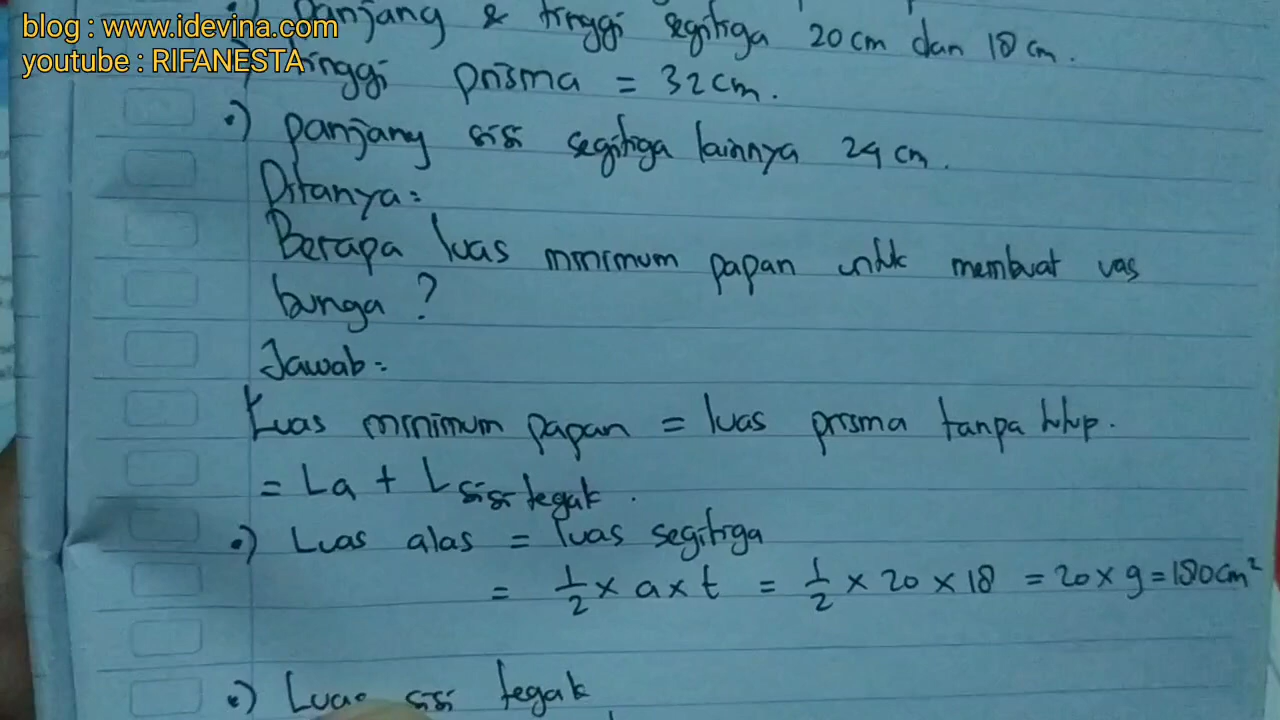 blog : www.idevina.com
youtube : RIFANESTA
panjang & tinggi segitiga 20 cm dan 18 cm.
tinggi prisma = 32 cm.
•) panjang sisi segitiga lainnya 24 cm.
Ditanya:
Berapa luas minimum papan untuk membuat vas
bunga ?
Jawab:
Luas minimum papan = luas prisma tanpa tutup.
= La + L sisi tegak.
•) Luas alas = luas segitiga
= 1/2 × a × t = 1/2 × 20 × 18 = 20 × 9 = 180 cm²
•) Luas sisi tegak